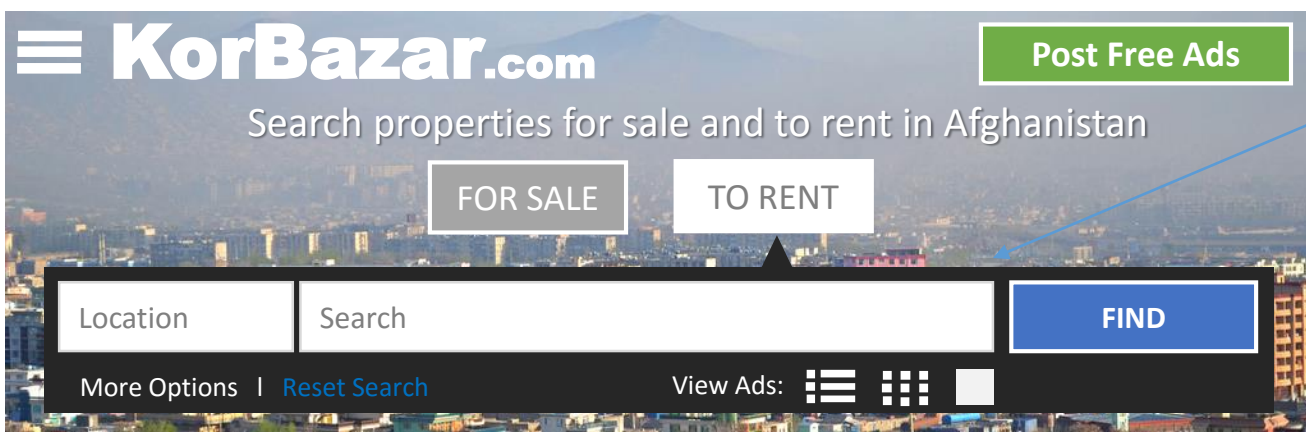 KorBazar.com
Post Free Ads
Search properties for sale and to rent in Afghanistan
FOR SALE TO RENT
Location Search FIND
More Options l Reset Search View Ads: